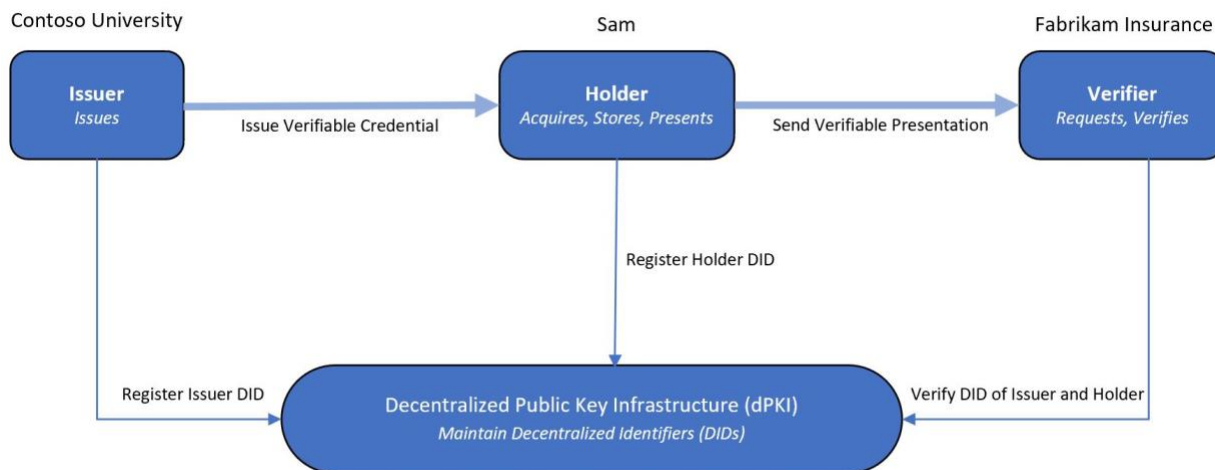 Contoso University
Sam
Fabrikam Insurance
Issuer
Issues
Issue Verifiable Credential
Holder
Acquires, Stores, Presents
Send Verifiable Presentation
Verifier
Requests, Verifies
Register Holder DID
Register Issuer DID
Decentralized Public Key Infrastructure (dPKI)
Maintain Decentralized Identifiers (DIDs)
Verify DID of Issuer and Holder